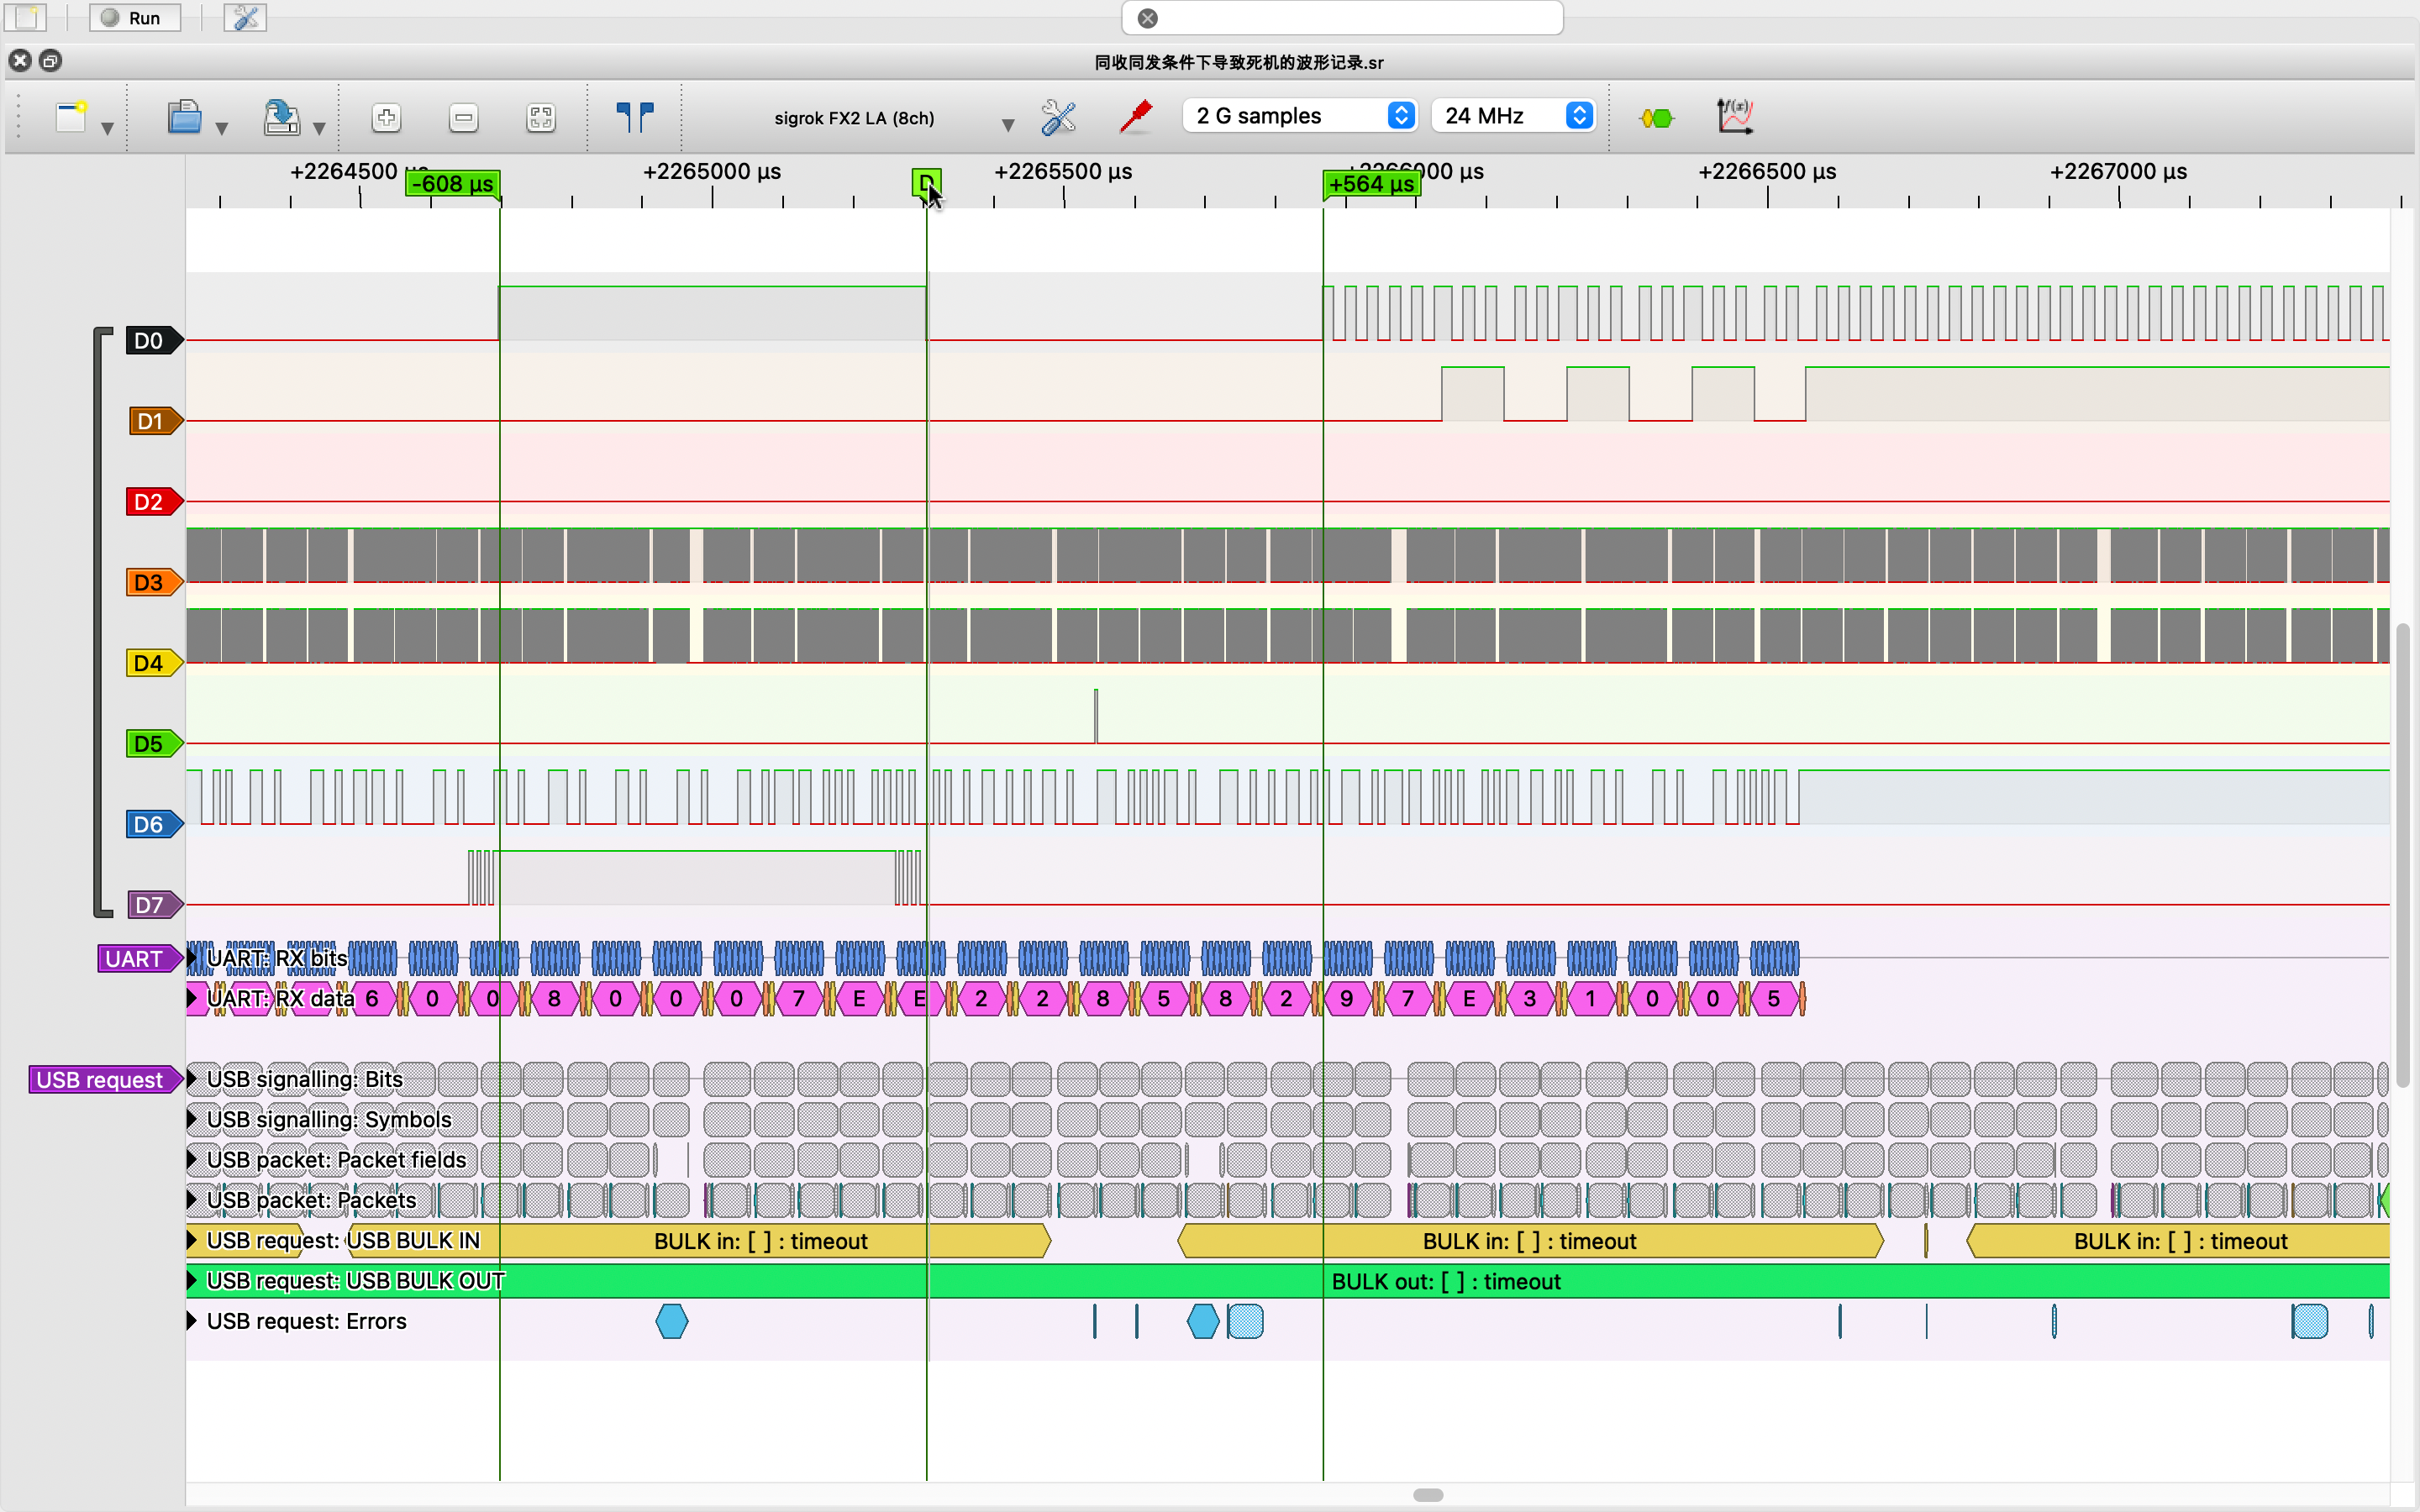 Run
同收同发条件下导致死机的波形记录.sr
sigrok FX2 LA (8ch)
2 G samples
24 MHz
+2264500 µs
+2265000 µs
+2265500 µs
+2266000 µs
+2266500 µs
+2267000 µs
-608 µs
D
+564 µs
D0
D1
D2
D3
D4
D5
D6
D7
UART
UART: RX bits
UART: RX data
6 0 0 8 0 0 0 7 E E 2 2 8 5 8 2 9 7 E 3 1 0 0 5
USB request
USB signalling: Bits
USB signalling: Symbols
USB packet: Packet fields
USB packet: Packets
USB request: USB BULK IN
BULK in: [ ] : timeout
BULK in: [ ] : timeout
BULK in: [ ] : timeout
USB request: USB BULK OUT
BULK out: [ ] : timeout
USB request: Errors